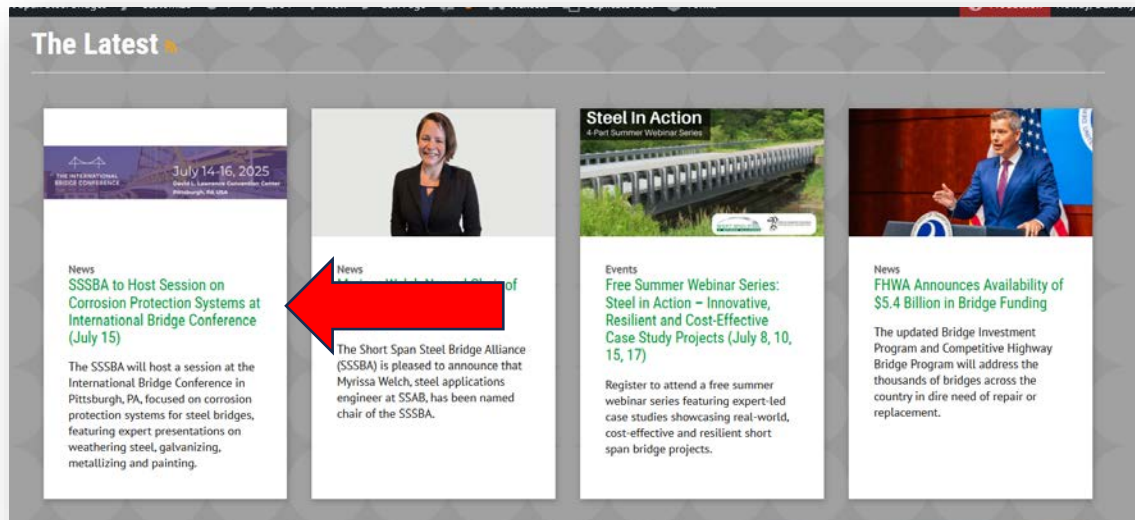 The Latest
THE INTERNATIONAL
BRIDGE CONFERENCE
July 14-16, 2025
David L. Lawrence Convention Center
Pittsburgh, PA, USA
News
SSSBA to Host Session on
Corrosion Protection Systems at
International Bridge Conference
(July 15)
The SSSBA will host a session at the
International Bridge Conference in
Pittsburgh, PA, focused on corrosion
protection systems for steel bridges,
featuring expert presentations on
weathering steel, galvanizing,
metallizing and painting.
News
of
The Short Span Steel Bridge Alliance
(SSSBA) is pleased to announce that
Myrissa Welch, steel applications
engineer at SSAB, has been named
chair of the SSSBA.
Steel In Action
4-Part Summer Webinar Series
Events
Free Summer Webinar Series:
Steel in Action – Innovative,
Resilient and Cost-Effective
Case Study Projects (July 8, 10,
15, 17)
Register to attend a free summer
webinar series featuring expert-led
case studies showcasing real-world,
cost-effective and resilient short
span bridge projects.
News
FHWA Announces Availability of
$5.4 Billion in Bridge Funding
The updated Bridge Investment
Program and Competitive Highway
Bridge Program will address the
thousands of bridges across the
country in dire need of repair or
replacement.